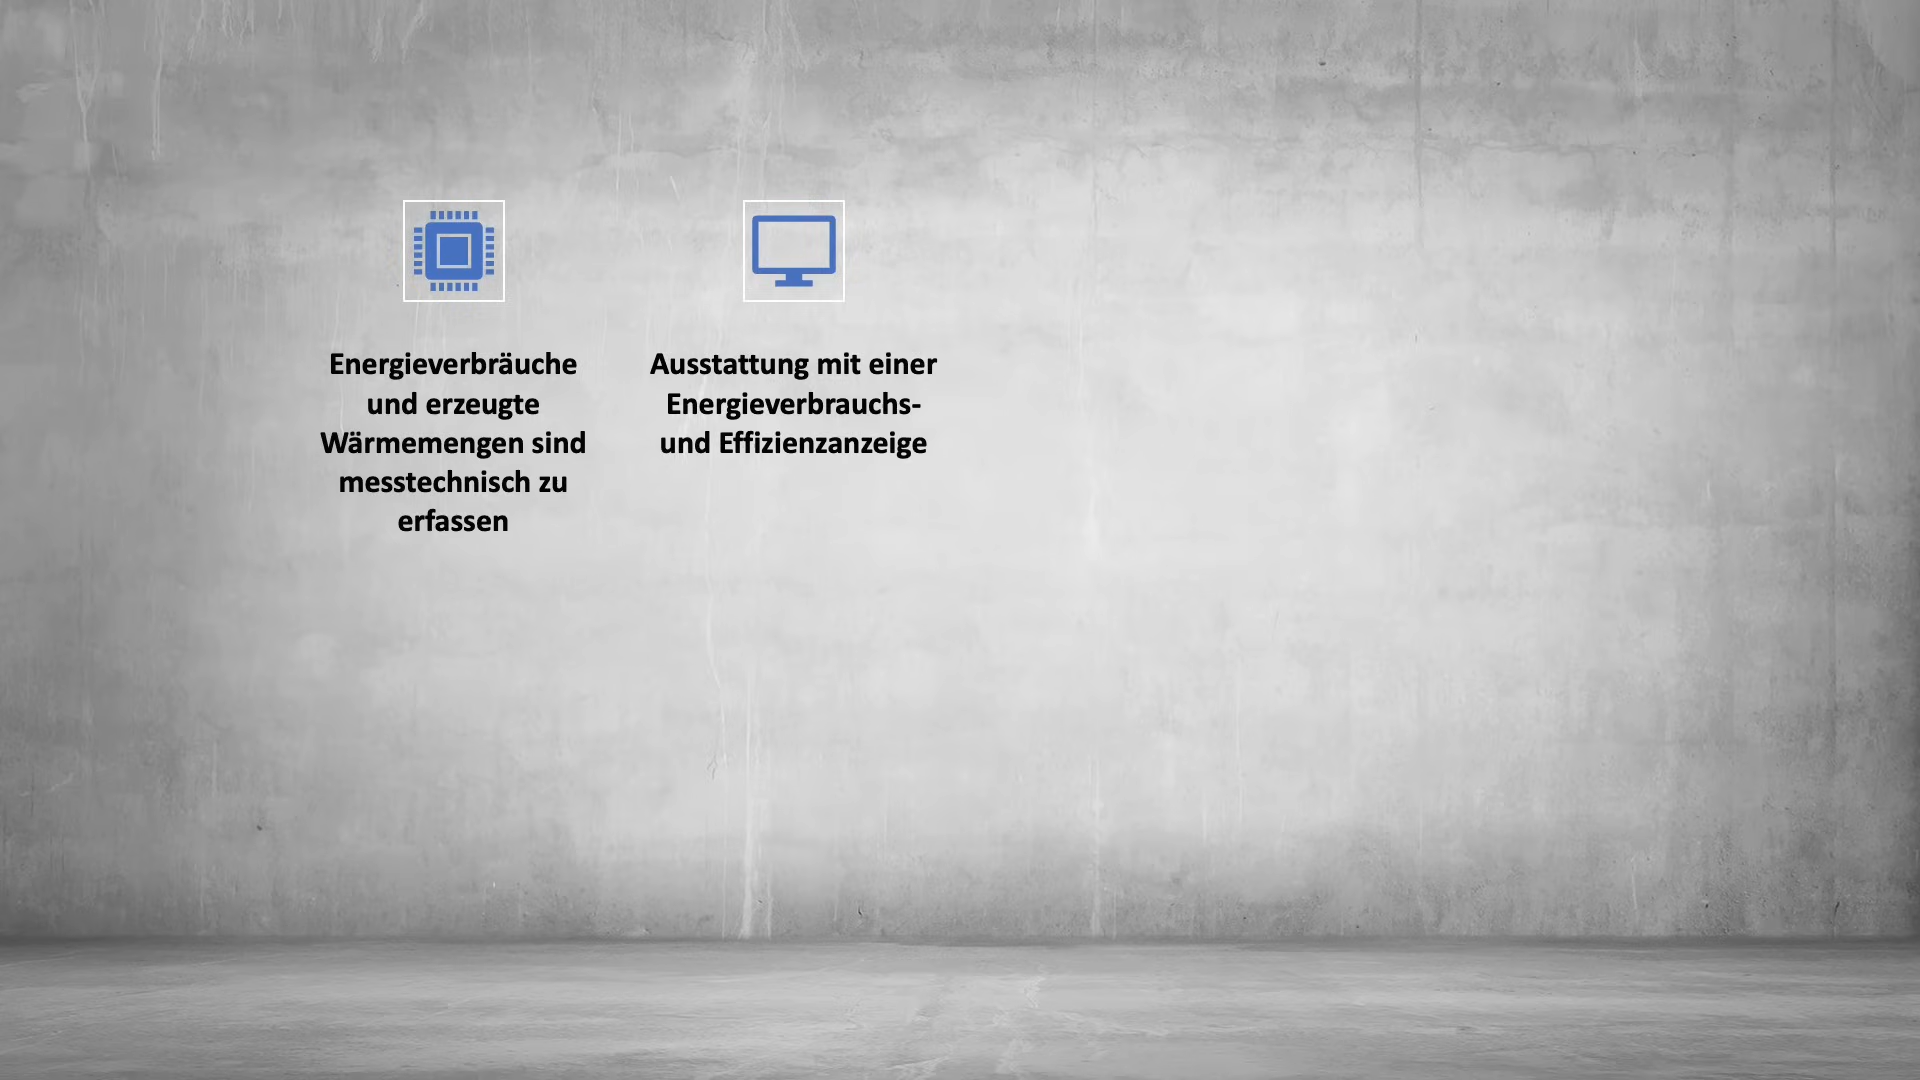 Energieverbräuche
und erzeugte
Wärmemengen sind
messtechnisch zu
erfassen
Ausstattung mit einer
Energieverbrauchs-
und Effizienzanzeige